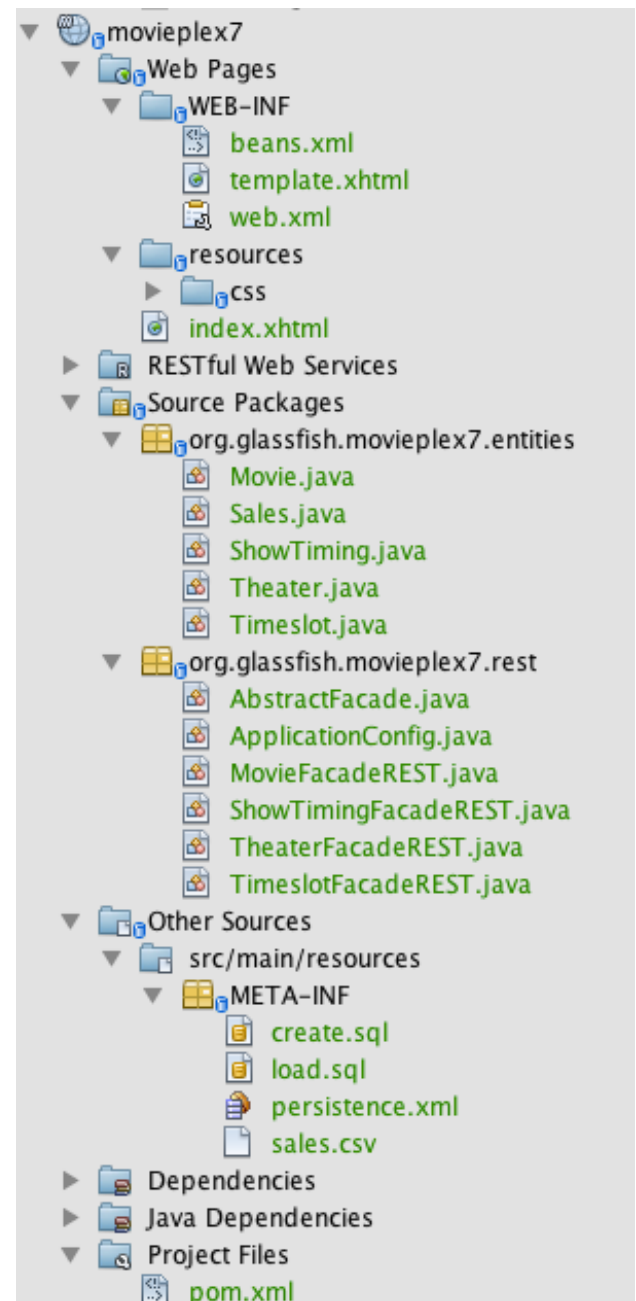 movieplex7
Web Pages
WEB-INF
beans.xml
template.xhtml
web.xml
resources
css
index.xhtml
RESTful Web Services
Source Packages
org.glassfish.movieplex7.entities
Movie.java
Sales.java
ShowTiming.java
Theater.java
Timeslot.java
org.glassfish.movieplex7.rest
AbstractFacade.java
ApplicationConfig.java
MovieFacadeREST.java
ShowTimingFacadeREST.java
TheaterFacadeREST.java
TimeslotFacadeREST.java
Other Sources
src/main/resources
META-INF
create.sql
load.sql
persistence.xml
sales.csv
Dependencies
Java Dependencies
Project Files
pom.xml